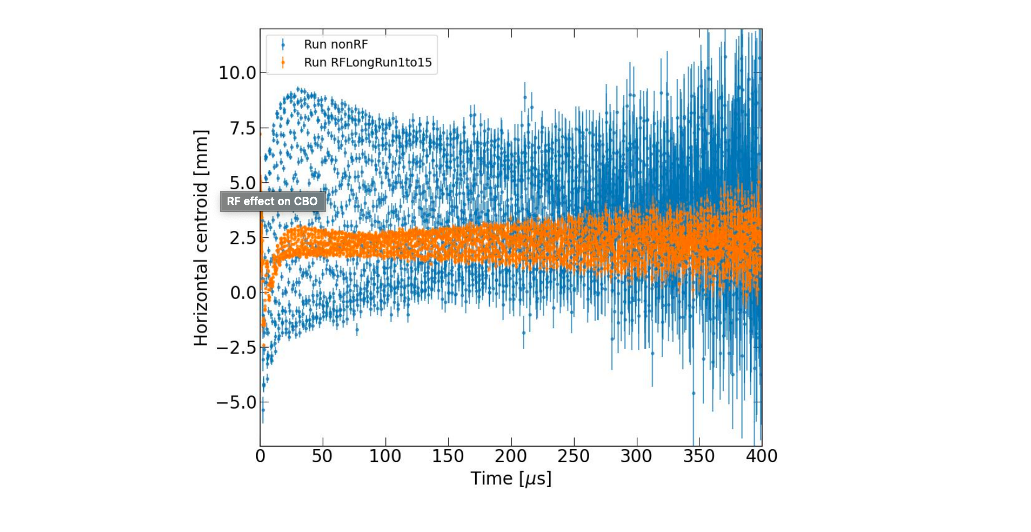 Run nonRF
Run RFLongRun1to15
RF effect on CBO
Horizontal centroid [mm]
10.0
7.5
5.0
2.5
0.0
−2.5
−5.0
0 50 100 150 200 250 300 350 400
Time [μs]